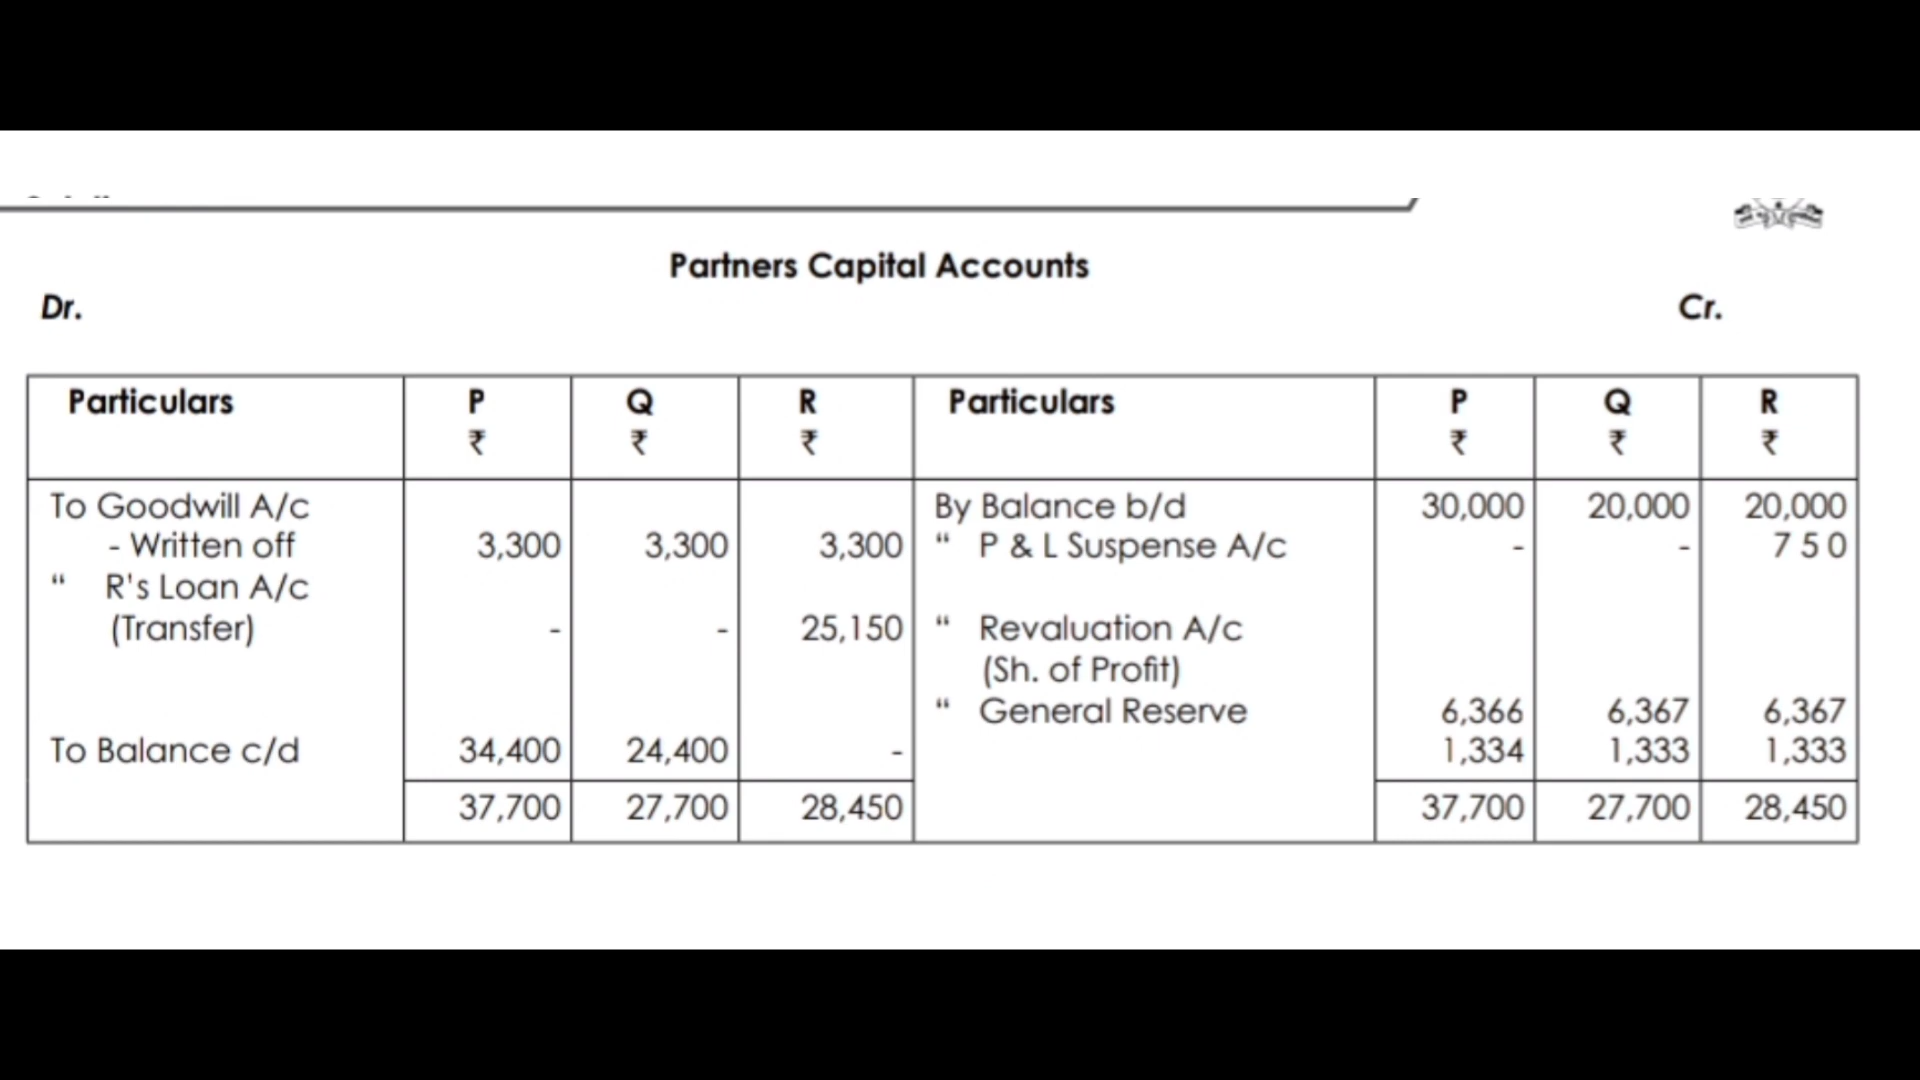 Partners Capital Accounts
Dr. Cr.
Particulars P Q R Particulars P Q R
₹ ₹ ₹ ₹ ₹ ₹
To Goodwill A/c By Balance b/d 30,000 20,000 20,000
- Written off 3,300 3,300 3,300 “ P & L Suspense A/c - - 7 5 0
“ R's Loan A/c
(Transfer) - - 25,150 “ Revaluation A/c
(Sh. of Profit)
“ General Reserve 6,366 6,367 6,367
To Balance c/d 34,400 24,400 - 1,334 1,333 1,333
37,700 27,700 28,450 37,700 27,700 28,450